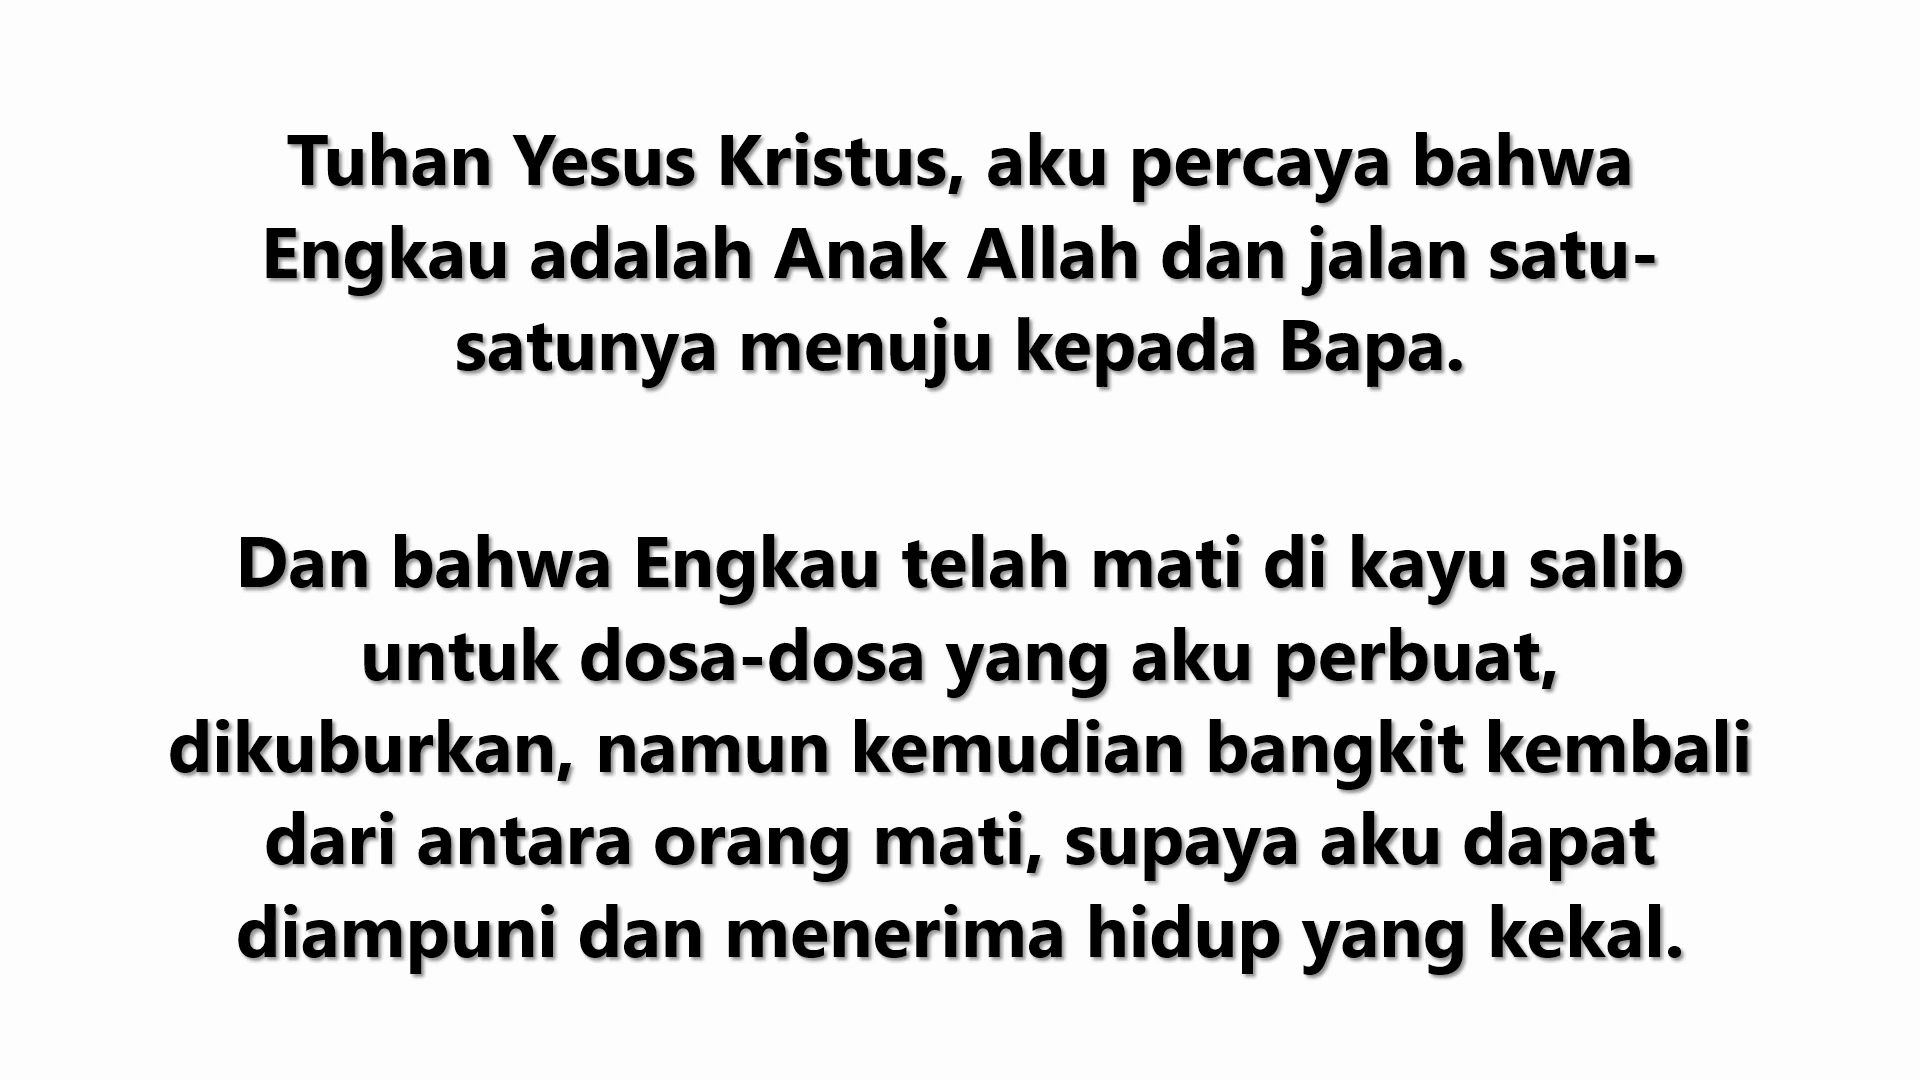 Tuhan Yesus Kristus, aku percaya bahwa
Engkau adalah Anak Allah dan jalan satu-
satunya menuju kepada Bapa.
Dan bahwa Engkau telah mati di kayu salib
untuk dosa-dosa yang aku perbuat,
dikuburkan, namun kemudian bangkit kembali
dari antara orang mati, supaya aku dapat
diampuni dan menerima hidup yang kekal.